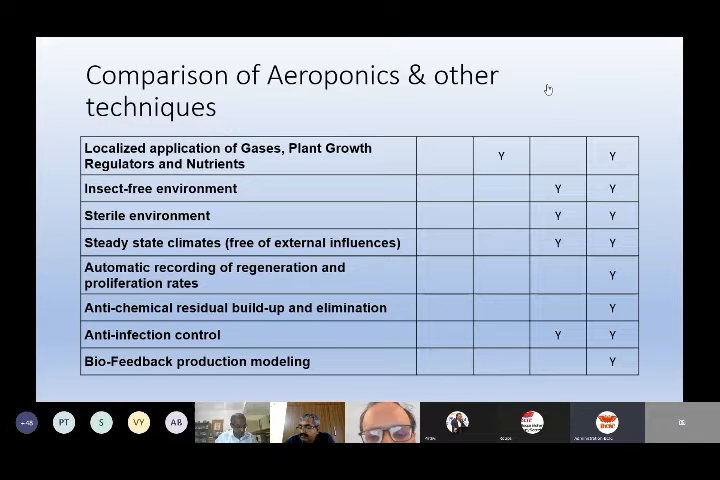 Comparison of Aeroponics & other
techniques
Localized application of Gases, Plant Growth
Regulators and Nutrients
Y Y
Insect-free environment Y Y
Sterile environment Y Y
Steady state climates (free of external influences) Y Y
Automatic recording of regeneration and
proliferation rates
Y
Anti-chemical residual build-up and elimination Y
Anti-infection control Y Y
Bio-Feedback production modeling Y
+48 PT S VY AB